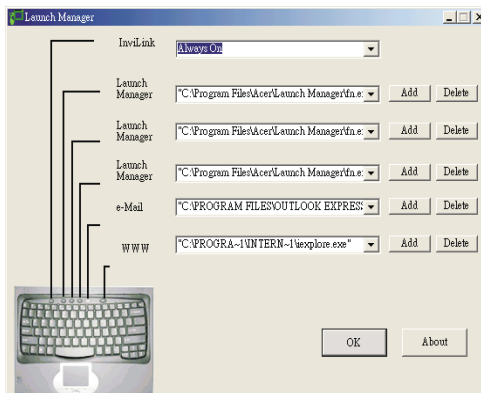 Launch Manager
InviLink Always On
Launch Manager "C:\Program Files\Acer\Launch Manager\fn.e: Add Delete
Launch Manager "C:\Program Files\Acer\Launch Manager\fn.e: Add Delete
Launch Manager "C:\Program Files\Acer\Launch Manager\fn.e: Add Delete
e-Mail "C:\PROGRAM FILES\OUTLOOK EXPRESS Add Delete
WWW "C:\PROGRA~1\INTERN~1\iexplore.exe" Add Delete
OK About